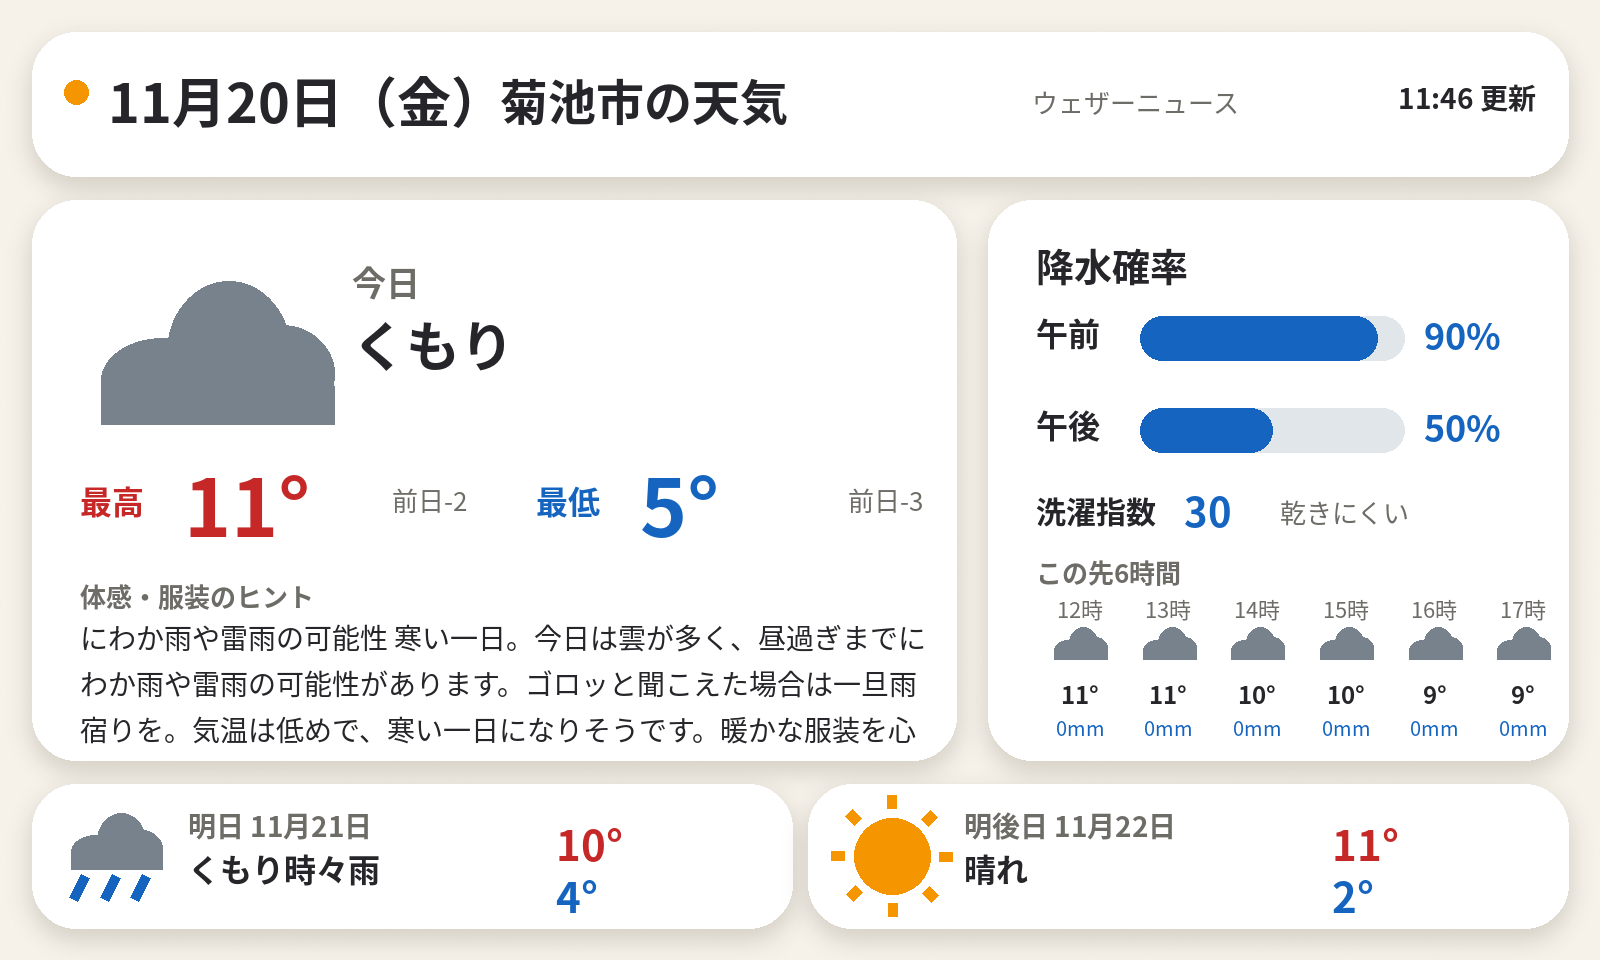 11月20日（金）菊池市の天気
ウェザーニュース
11:46 更新
今日
くもり
最高 11° 前日-2 最低 5° 前日-3
体感・服装のヒント
にわか雨や雷雨の可能性 寒い一日。今日は雲が多く、昼過ぎまでに
わか雨や雷雨の可能性があります。ゴロッと聞こえた場合は一旦雨
宿りを。気温は低めで、寒い一日になりそうです。暖かな服装を心
降水確率
午前 90%
午後 50%
洗濯指数 30 乾きにくい
この先6時間
12時 13時 14時 15時 16時 17時
11° 11° 10° 10° 9° 9°
0mm 0mm 0mm 0mm 0mm 0mm
明日 11月21日
くもり時々雨
10°
4°
明後日 11月22日
晴れ
11°
2°